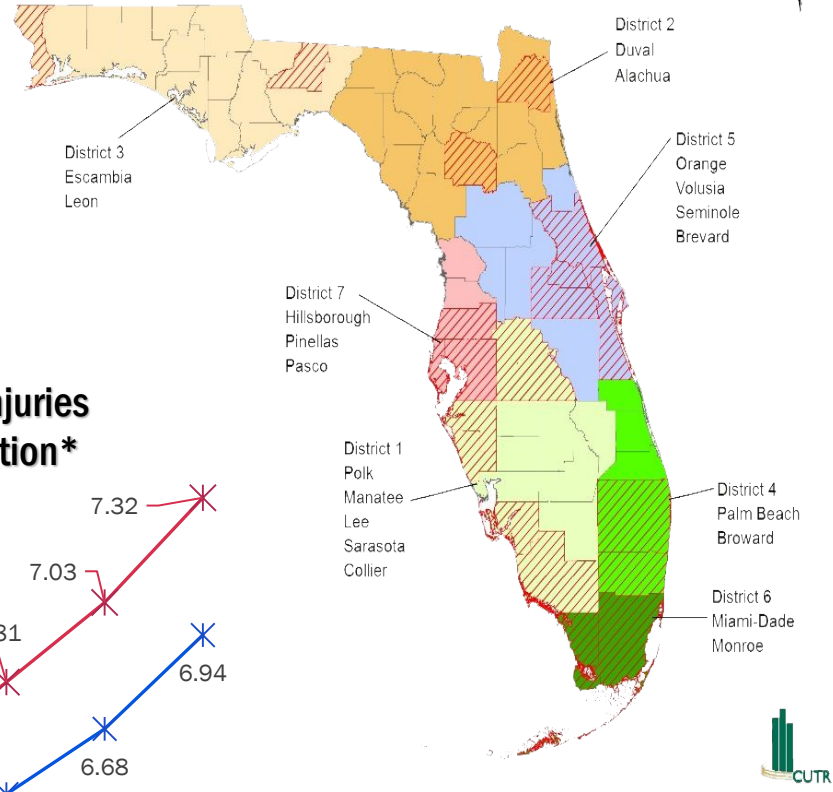 District 2
Duval
Alachua
District 3
Escambia
Leon
District 5
Orange
Volusia
Seminole
Brevard
District 7
Hillsborough
Pinellas
Pasco
District 1
Polk
Manatee
Lee
Sarasota
Collier
District 4
Palm Beach
Broward
District 6
Miami-Dade
Monroe
njuries
tion*
7.32
7.03
31
6.94
6.68
CUTR